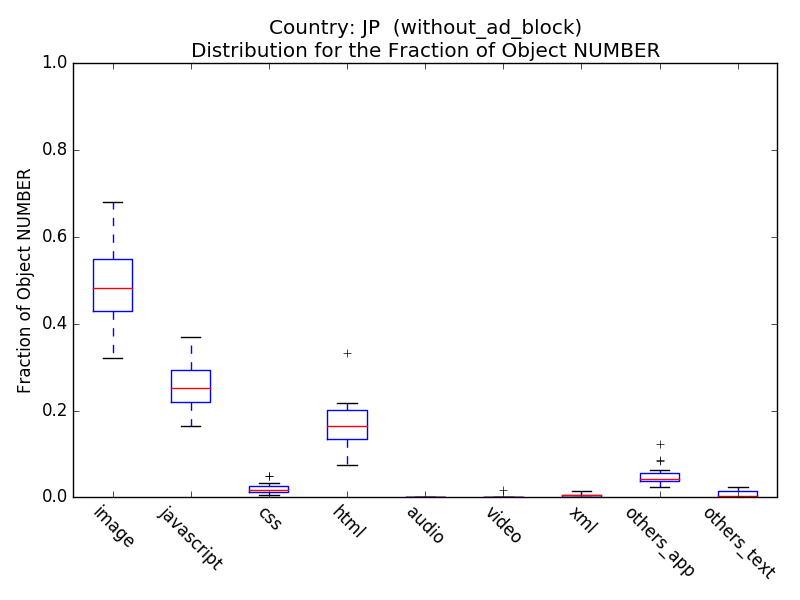 Country: JP  (without_ad_block)
Distribution for the Fraction of Object NUMBER
Fraction of Object NUMBER
1.0
0.8
0.6
0.4
0.2
0.0
image
javascript
css
html
audio
video
xml
others_app
others_text